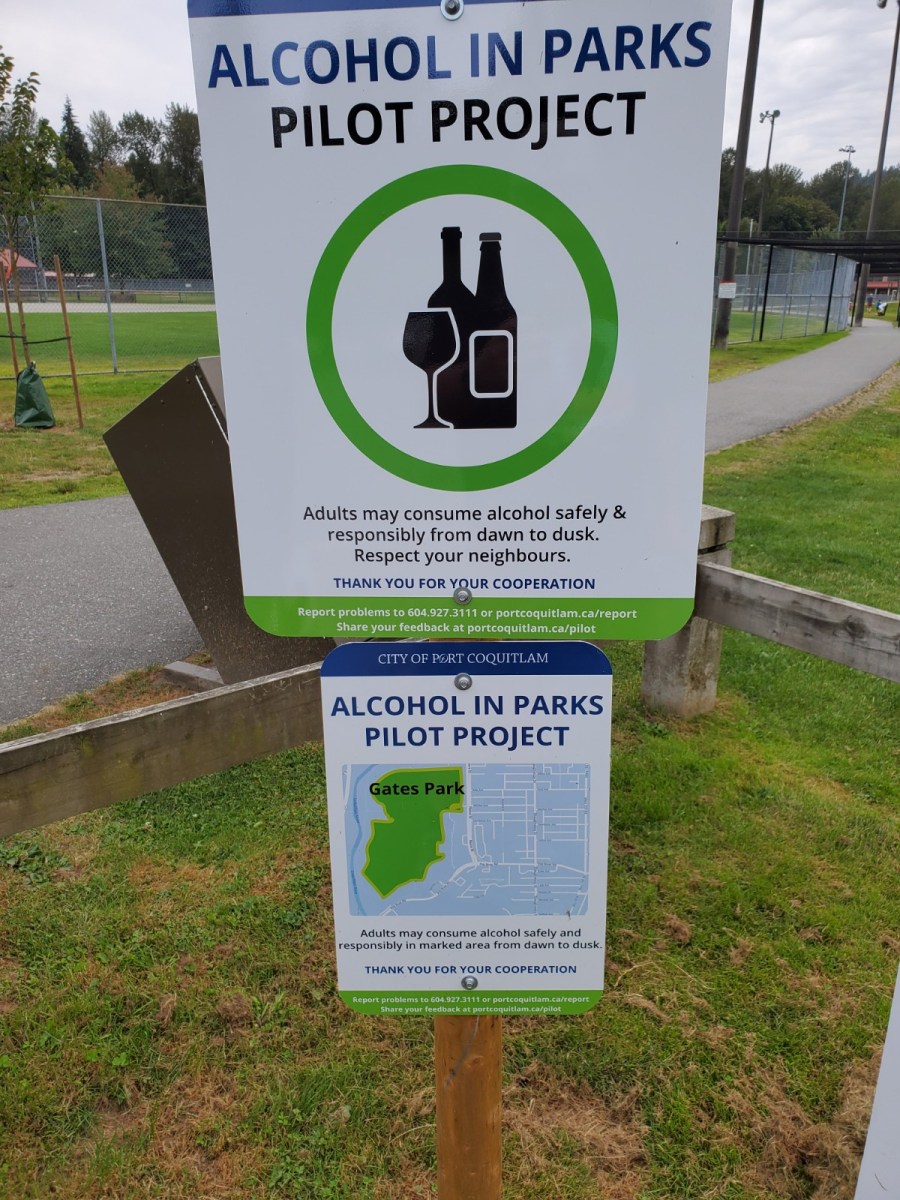 ALCOHOL IN PARKS
PILOT PROJECT
Adults may consume alcohol safely &
responsibly from dawn to dusk.
Respect your neighbours.
THANK YOU FOR YOUR COOPERATION
Report problems to 604.927.3111 or portcoquitlam.ca/report
Share your feedback at portcoquitlam.ca/pilot
CITY OF PORT COQUITLAM
ALCOHOL IN PARKS
PILOT PROJECT
Gates Park
Adults may consume alcohol safely and
responsibly in marked area from dawn to dusk.
THANK YOU FOR YOUR COOPERATION
Report problems to 604.927.3111 or portcoquitlam.ca/report
Share your feedback at portcoquitlam.ca/pilot